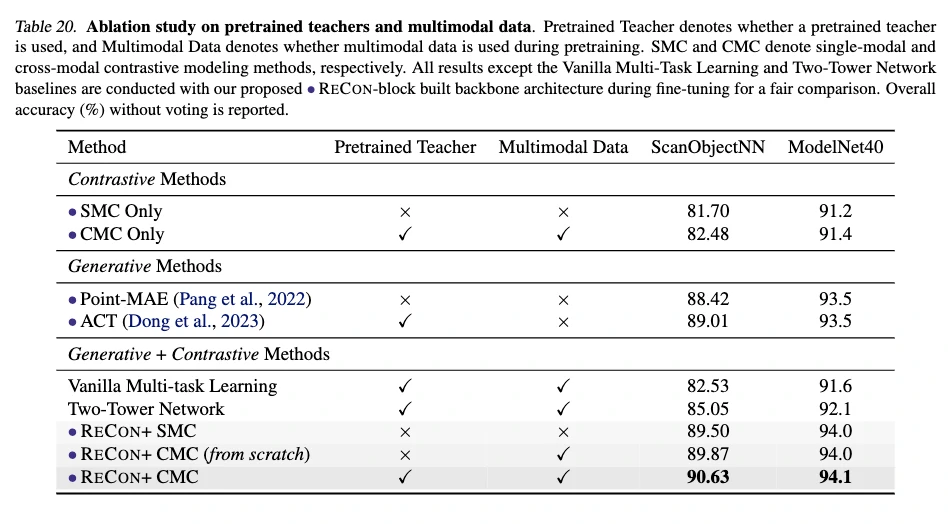 Table 20. Ablation study on pretrained teachers and multimodal data. Pretrained Teacher denotes whether a pretrained teacher
is used, and Multimodal Data denotes whether multimodal data is used during pretraining. SMC and CMC denote single-modal and
cross-modal contrastive modeling methods, respectively. All results except the Vanilla Multi-Task Learning and Two-Tower Network
baselines are conducted with our proposed • RECON-block built backbone architecture during fine-tuning for a fair comparison. Overall
accuracy (%) without voting is reported.
Method Pretrained Teacher Multimodal Data ScanObjectNN ModelNet40
Contrastive Methods
• SMC Only × × 81.70 91.2
• CMC Only ✓ ✓ 82.48 91.4
Generative Methods
• Point-MAE (Pang et al., 2022) × × 88.42 93.5
• ACT (Dong et al., 2023) ✓ × 89.01 93.5
Generative + Contrastive Methods
Vanilla Multi-task Learning ✓ ✓ 82.53 91.6
Two-Tower Network ✓ ✓ 85.05 92.1
• RECON+ SMC × × 89.50 94.0
• RECON+ CMC (from scratch) × ✓ 89.87 94.0
• RECON+ CMC ✓ ✓ 90.63 94.1